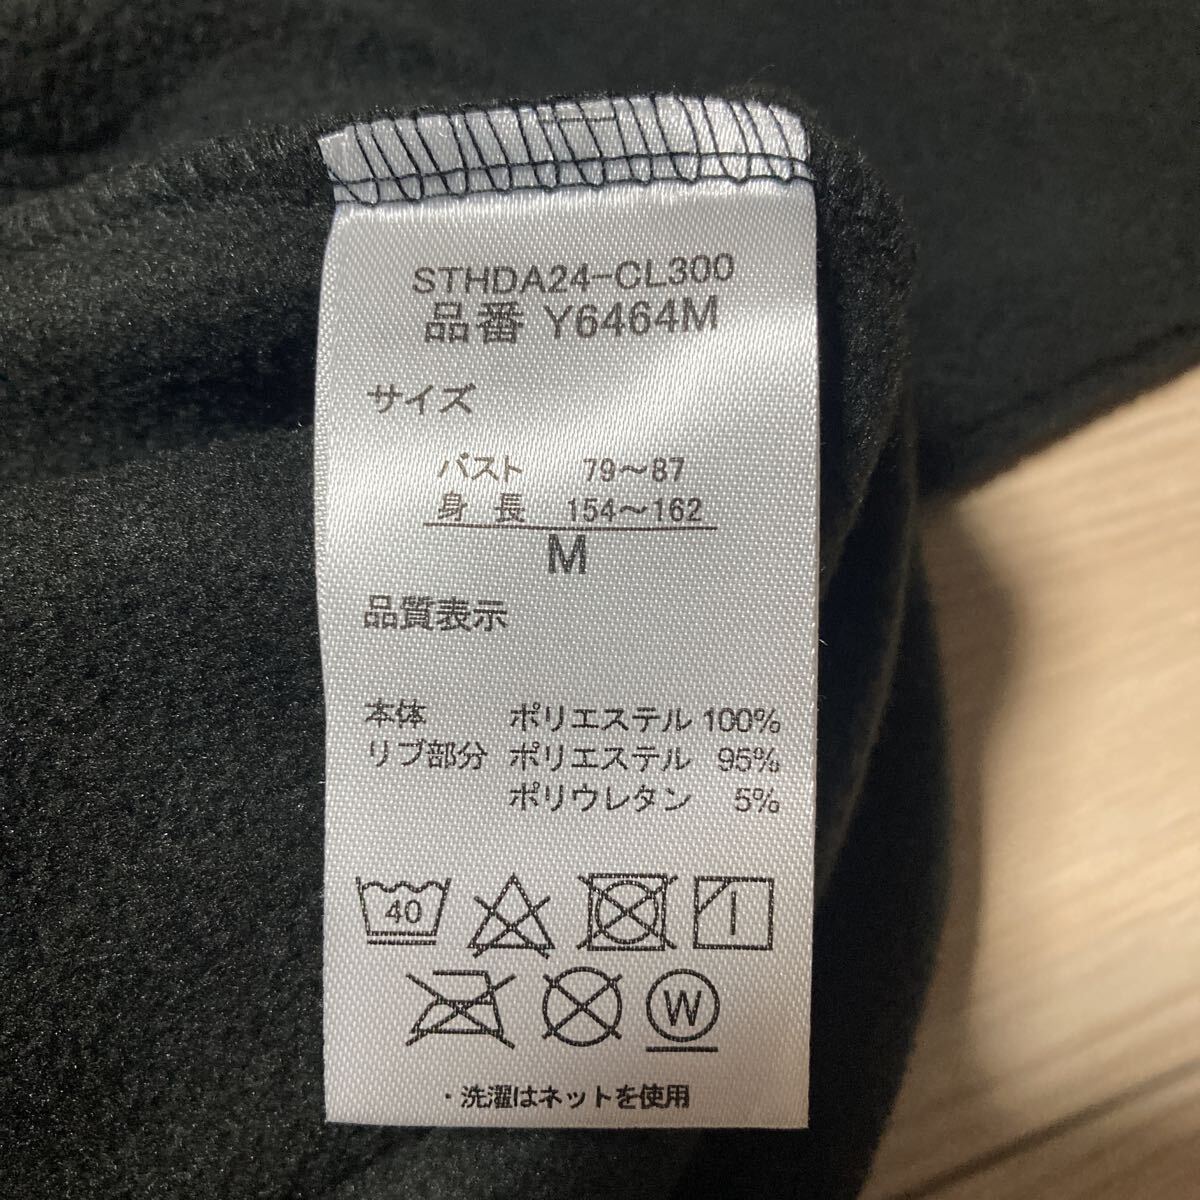 STHDA24-CL300
品番 Y6464M
サイズ
バスト 79～87
身 長 154～162
M
品質表示
本体 ポリエステル 100%
リブ部分 ポリエステル 95%
ポリウレタン 5%
40
W
・洗濯はネットを使用